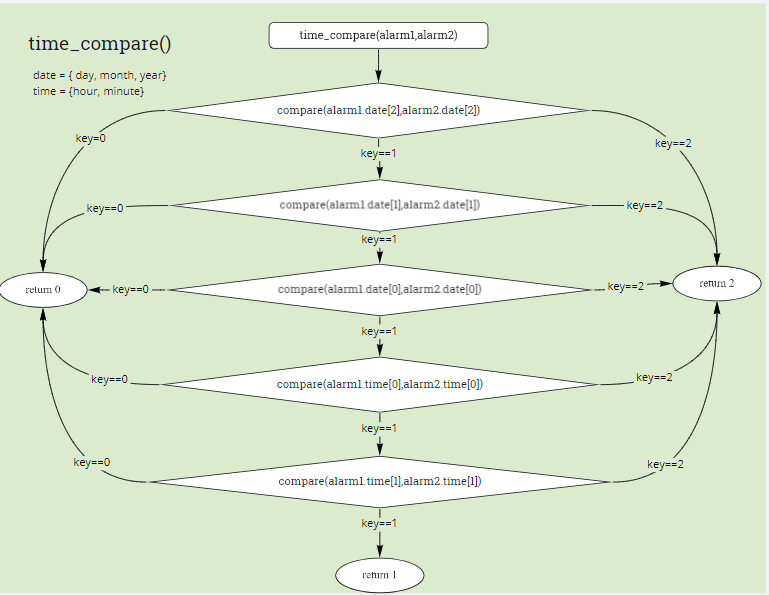 time_compare(alarm1,alarm2)
time_compare()
date = { day, month, year}
time = {hour, minute}
compare(alarm1.date[2],alarm2.date[2])
key=0
key==2
key==1
compare(alarm1.date[1],alarm2.date[1])
key==0
key==2
key==1
compare(alarm1.date[0],alarm2.date[0])
return 0
key==0
key==2
return 2
key==1
compare(alarm1.time[0],alarm2.time[0])
key==0
key==2
key==1
compare(alarm1.time[1],alarm2.time[1])
key==0
key==2
key==1
return 1